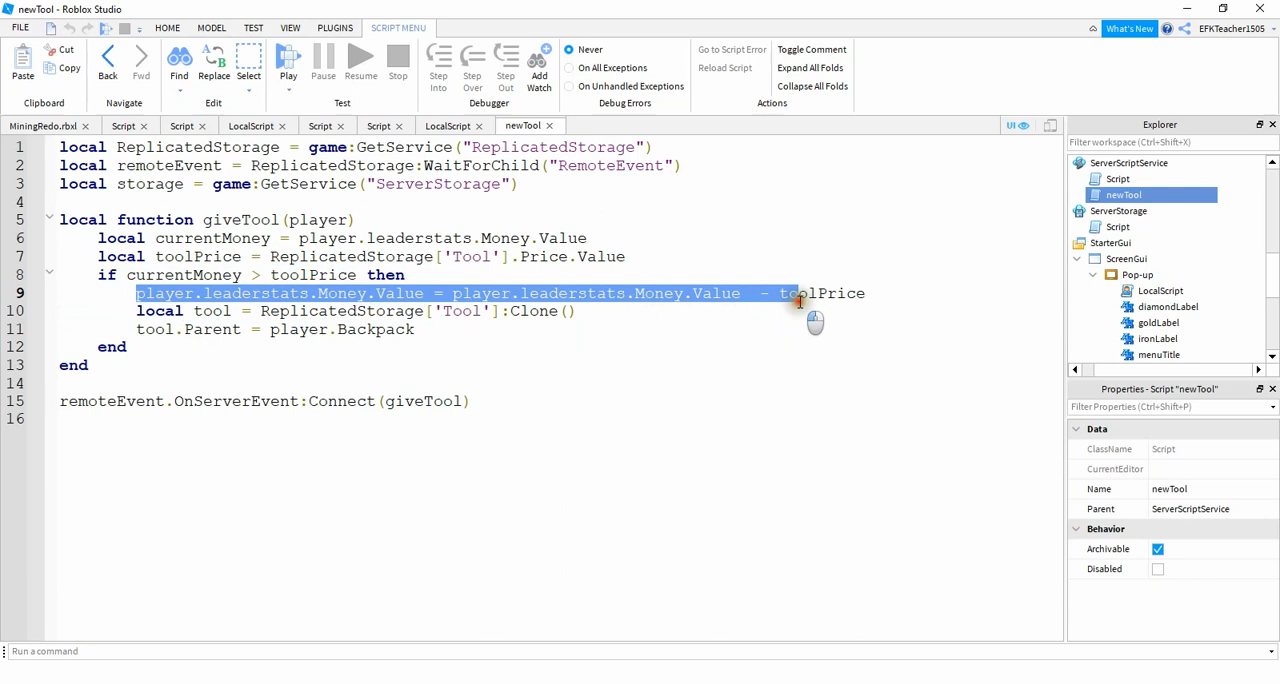 newTool - Roblox Studio
FILE HOME MODEL TEST VIEW PLUGINS SCRIPT MENU What's New EFKTeacher1505
Paste Cut Copy Back Fwd Find Replace Select Play Pause Resume Stop Step Into Step Over Step Out Add Watch
Never
On All Exceptions
On Unhandled Exceptions
Go to Script Error
Reload Script
Toggle Comment
Expand All Folds
Collapse All Folds
Clipboard Navigate Edit Test Debugger Debug Errors Actions
MiningRedo.rbxl Script Script LocalScript Script Script LocalScript newTool UI
1 local ReplicatedStorage = game:GetService("ReplicatedStorage")
2 local remoteEvent = ReplicatedStorage:WaitForChild("RemoteEvent")
3 local storage = game:GetService("ServerStorage")
4
5 local function giveTool(player)
6 local currentMoney = player.leaderstats.Money.Value
7 local toolPrice = ReplicatedStorage['Tool'].Price.Value
8 if currentMoney > toolPrice then
9 player.leaderstats.Money.Value = player.leaderstats.Money.Value - toolPrice
10 local tool = ReplicatedStorage['Tool']:Clone()
11 tool.Parent = player.Backpack
12 end
13 end
14
15 remoteEvent.OnServerEvent:Connect(giveTool)
16
Explorer
Filter workspace (Ctrl+Shift+X)
ServerScriptService
Script
newTool
ServerStorage
Script
StarterGui
ScreenGui
Pop-up
LocalScript
diamondLabel
goldLabel
ironLabel
menuTitle
Properties - Script "newTool"
Filter Properties (Ctrl+Shift+P)
Data
ClassName Script
CurrentEditor
Name newTool
Parent ServerScriptService
Behavior
Archivable
Disabled
Run a command